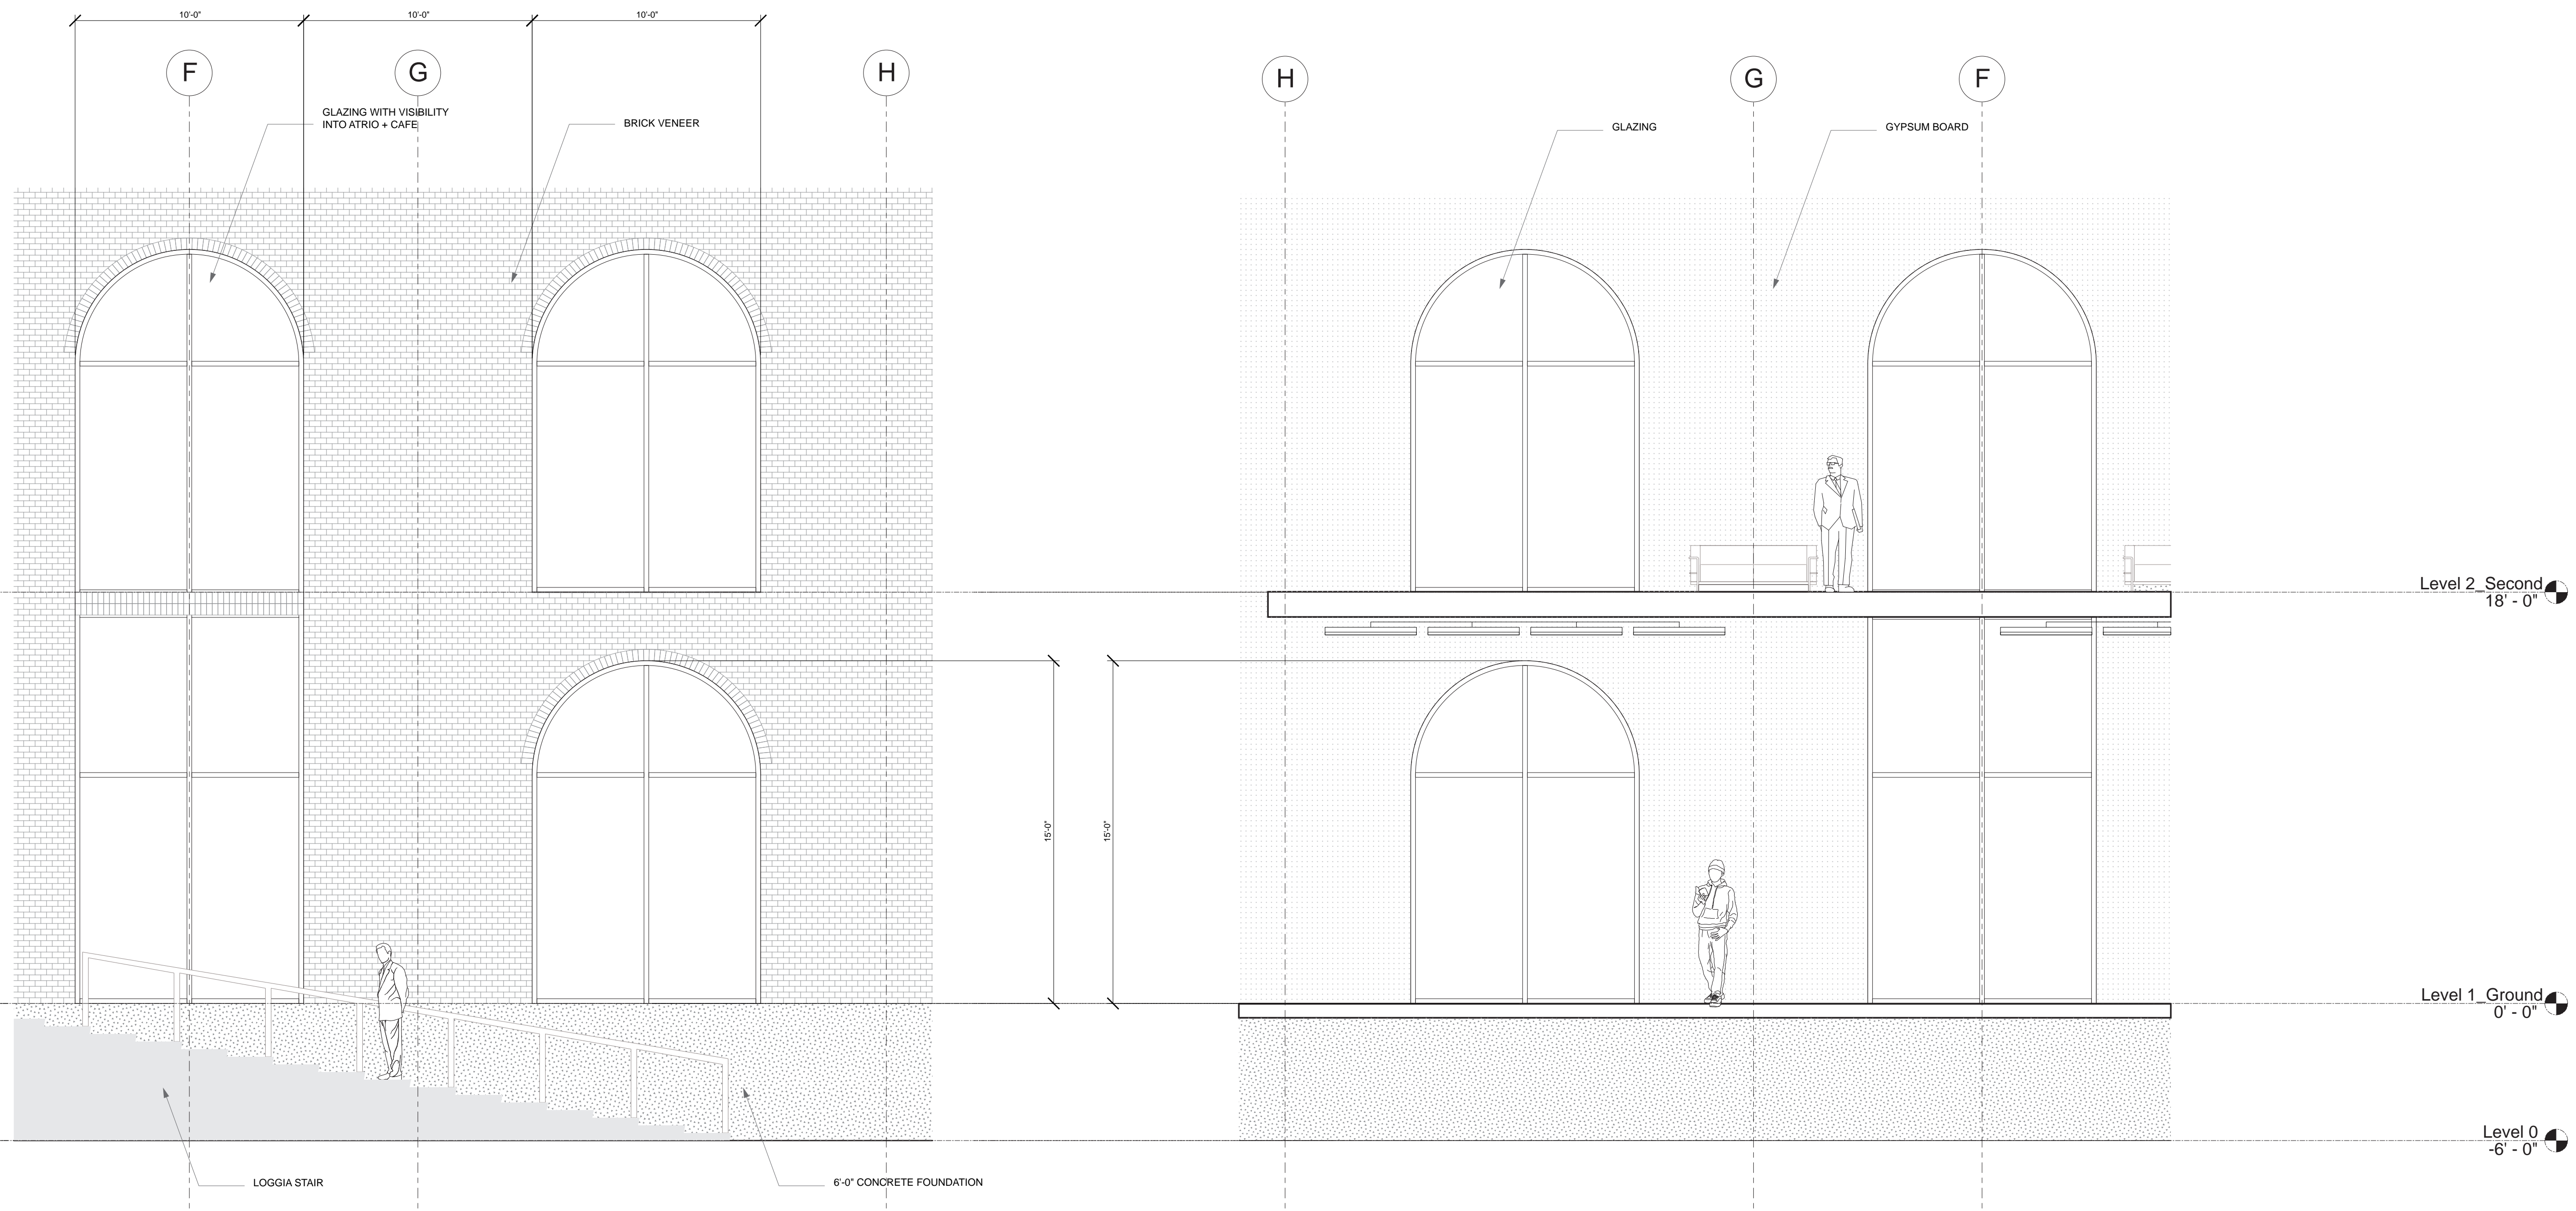 10'-0"
10'-0"
10'-0"
F
G
H
H
G
F
GLAZING WITH VISIBILITY
INTO ATRIO + CAFE
BRICK VENEER
GLAZING
GYPSUM BOARD
Level 2_Second
18' - 0"
15'-0"
15'-0"
Level 1_Ground
0' - 0"
Level 0
-6' - 0"
LOGGIA STAIR
6'-0" CONCRETE FOUNDATION